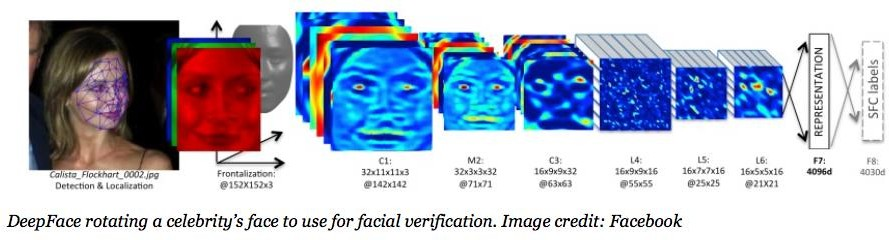 REPRESENTATION
SFC labels
Calista_Flockhart_0002.jpg
Detection & Localization
Frontalization:
@152X152x3
C1:
32x11x11x3
@142x142
M2:
32x3x3x32
@71x71
C3:
16x9x9x32
@63x63
L4:
16x9x9x16
@55x55
L5:
16x7x7x16
@25x25
L6:
16x5x5x16
@21X21
F7:
4096d
F8:
4030d
DeepFace rotating a celebrity's face to use for facial verification. Image credit: Facebook